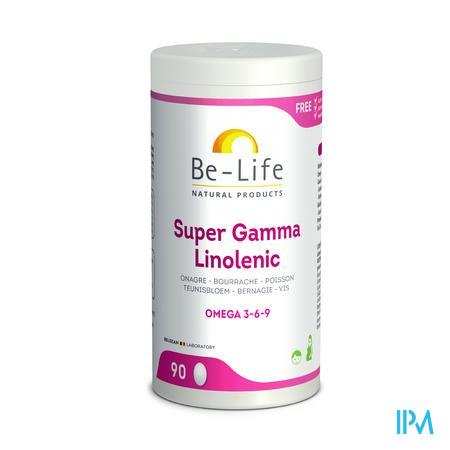 FREE
Be-Life
NATURAL PRODUCTS
Super Gamma
Linolenic
ONAGRE - BOURRACHE - POISSON
TEUNISBLOEM - BERNAGIE - VIS
OMEGA 3-6-9
BELGIAN LABORATORY
90
IPM